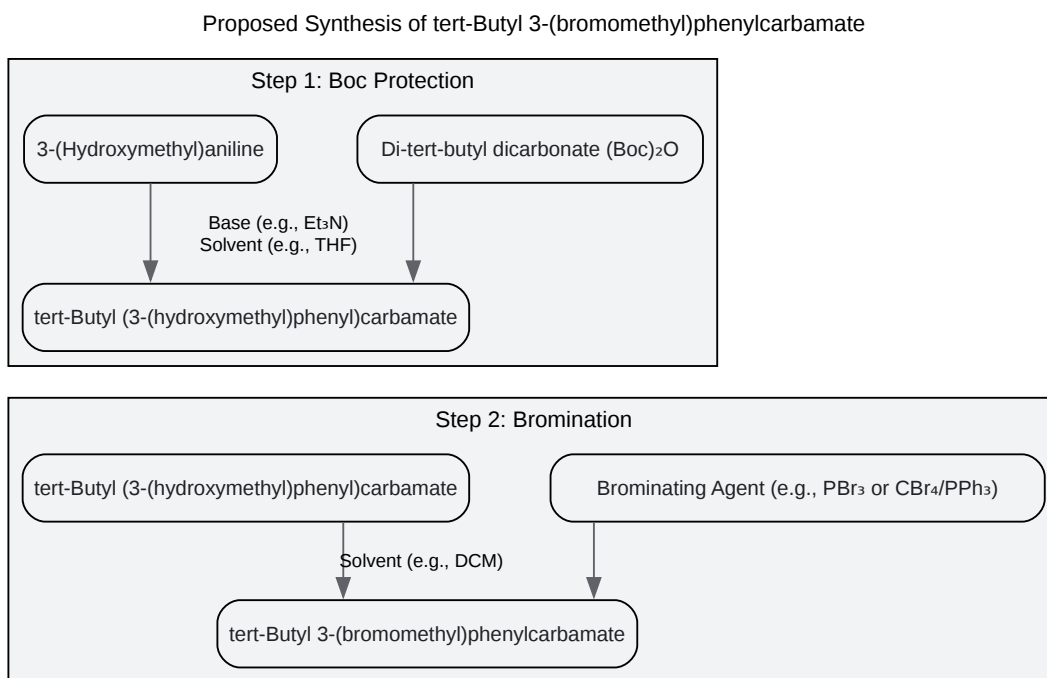 Proposed Synthesis of tert-Butyl 3-(bromomethyl)phenylcarbamate
Step 1: Boc Protection
3-(Hydroxymethyl)aniline
Di-tert-butyl dicarbonate (Boc)₂O
Base (e.g., Et₃N)
Solvent (e.g., THF)
tert-Butyl (3-(hydroxymethyl)phenyl)carbamate
Step 2: Bromination
tert-Butyl (3-(hydroxymethyl)phenyl)carbamate
Brominating Agent (e.g., PBr₃ or CBr₄/PPh₃)
Solvent (e.g., DCM)
tert-Butyl 3-(bromomethyl)phenylcarbamate